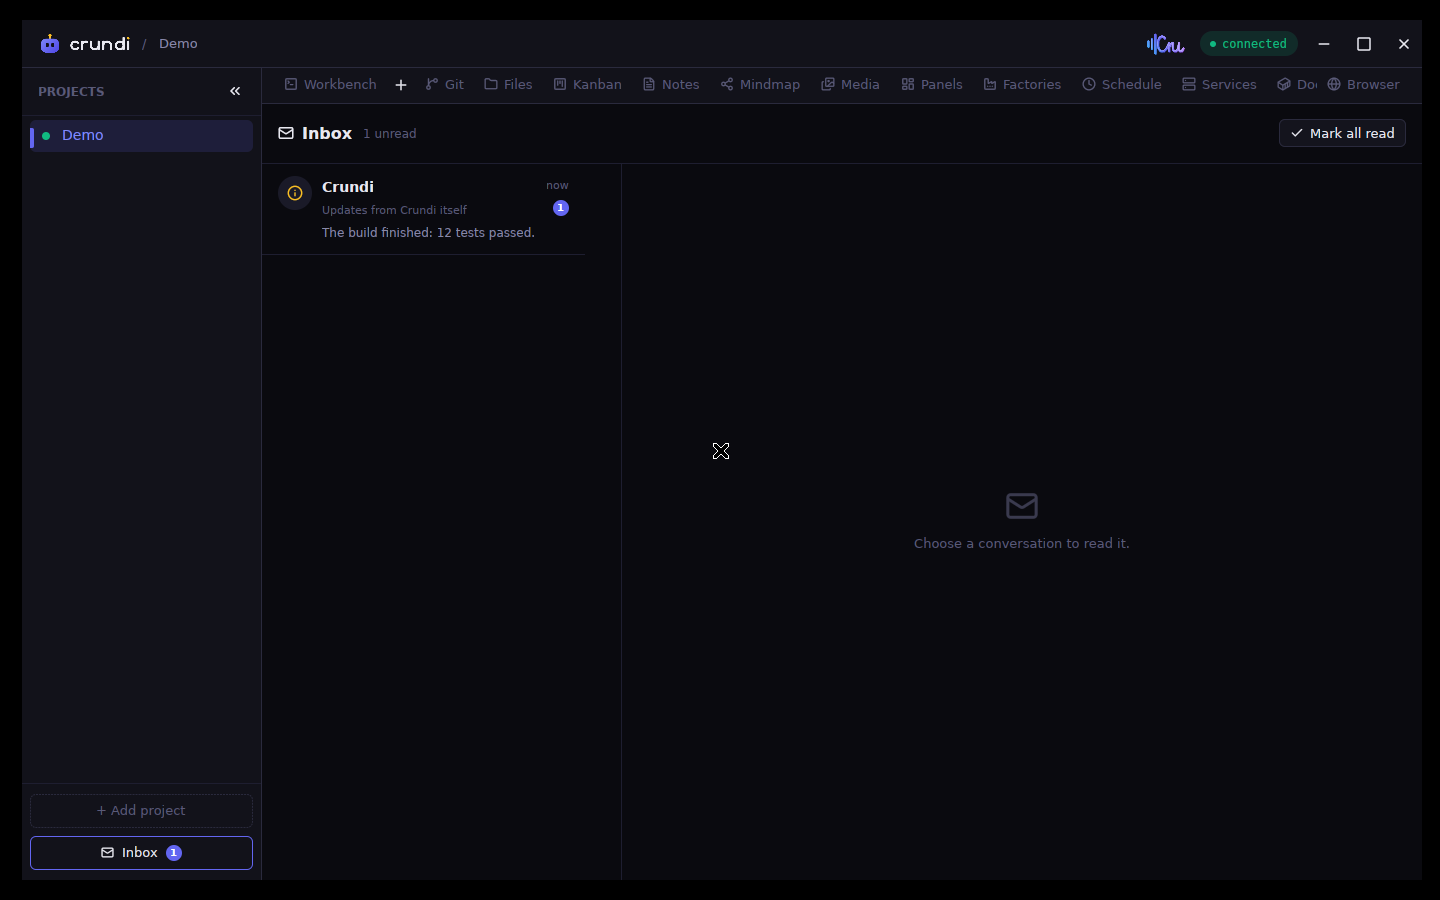 crundi / Demo
Cru
connected
PROJECTS
Workbench
Git
Files
Kanban
Notes
Mindmap
Media
Panels
Factories
Schedule
Services
Browser
Demo
Inbox 1 unread
Mark all read
Crundi
now
Updates from Crundi itself
1
The build finished: 12 tests passed.
Choose a conversation to read it.
+ Add project
Inbox 1